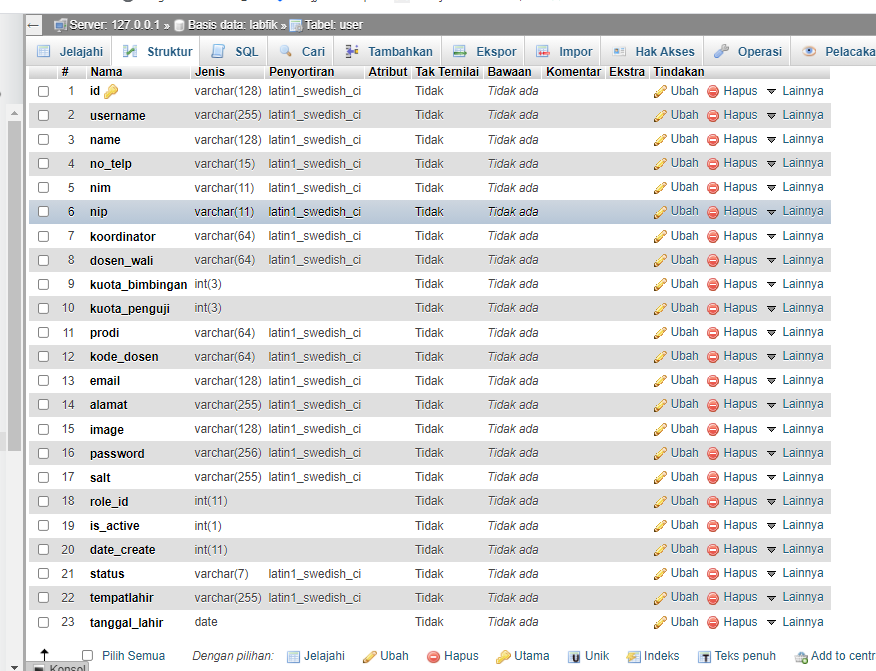 Server: 127.0.0.1 » Basis data: labfik » Tabel: user
Jelajahi Struktur SQL Cari Tambahkan Ekspor Impor Hak Akses Operasi Pelacaka
# Nama Jenis Penyortiran Atribut Tak Ternilai Bawaan Komentar Ekstra Tindakan
1 id varchar(128) latin1_swedish_ci Tidak Tidak ada Ubah Hapus Lainnya
2 username varchar(255) latin1_swedish_ci Tidak Tidak ada Ubah Hapus Lainnya
3 name varchar(128) latin1_swedish_ci Tidak Tidak ada Ubah Hapus Lainnya
4 no_telp varchar(15) latin1_swedish_ci Tidak Tidak ada Ubah Hapus Lainnya
5 nim varchar(11) latin1_swedish_ci Tidak Tidak ada Ubah Hapus Lainnya
6 nip varchar(11) latin1_swedish_ci Tidak Tidak ada Ubah Hapus Lainnya
7 koordinator varchar(64) latin1_swedish_ci Tidak Tidak ada Ubah Hapus Lainnya
8 dosen_wali varchar(64) latin1_swedish_ci Tidak Tidak ada Ubah Hapus Lainnya
9 kuota_bimbingan int(3) Tidak Tidak ada Ubah Hapus Lainnya
10 kuota_penguji int(3) Tidak Tidak ada Ubah Hapus Lainnya
11 prodi varchar(64) latin1_swedish_ci Tidak Tidak ada Ubah Hapus Lainnya
12 kode_dosen varchar(64) latin1_swedish_ci Tidak Tidak ada Ubah Hapus Lainnya
13 email varchar(128) latin1_swedish_ci Tidak Tidak ada Ubah Hapus Lainnya
14 alamat varchar(255) latin1_swedish_ci Tidak Tidak ada Ubah Hapus Lainnya
15 image varchar(128) latin1_swedish_ci Tidak Tidak ada Ubah Hapus Lainnya
16 password varchar(256) latin1_swedish_ci Tidak Tidak ada Ubah Hapus Lainnya
17 salt varchar(255) latin1_swedish_ci Tidak Tidak ada Ubah Hapus Lainnya
18 role_id int(11) Tidak Tidak ada Ubah Hapus Lainnya
19 is_active int(1) Tidak Tidak ada Ubah Hapus Lainnya
20 date_create int(11) Tidak Tidak ada Ubah Hapus Lainnya
21 status varchar(7) latin1_swedish_ci Tidak Tidak ada Ubah Hapus Lainnya
22 tempatlahir varchar(255) latin1_swedish_ci Tidak Tidak ada Ubah Hapus Lainnya
23 tanggal_lahir date Tidak Tidak ada Ubah Hapus Lainnya
Pilih Semua Dengan pilihan: Jelajahi Ubah Hapus Utama Unik Indeks Teks penuh Add to centr
Konsol